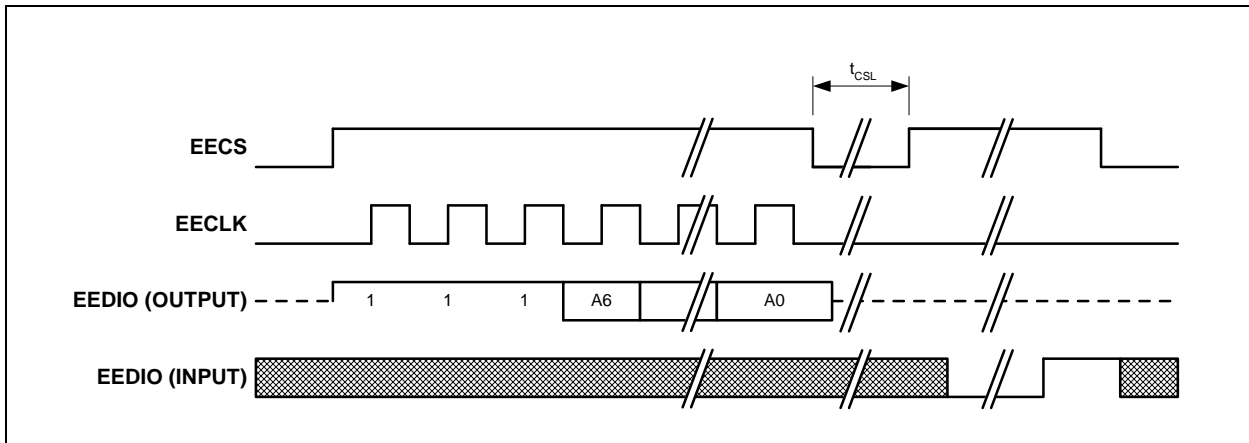 tCSL
EECS
EECLK
EEDIO (OUTPUT)
1 1 1 A6 A0
EEDIO (INPUT)